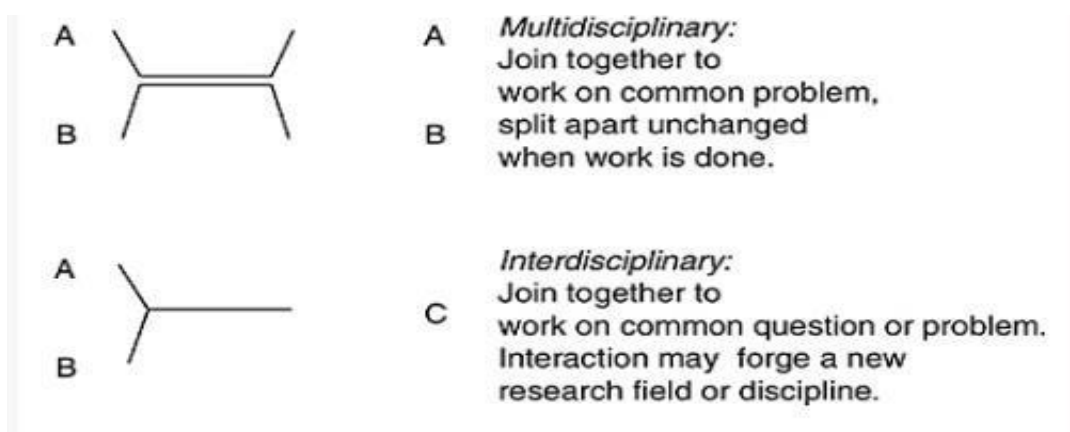 A A Multidisciplinary:
Join together to
work on common problem,
B B split apart unchanged
when work is done.
A Interdisciplinary:
Join together to
C work on common question or problem.
B Interaction may forge a new
research field or discipline.